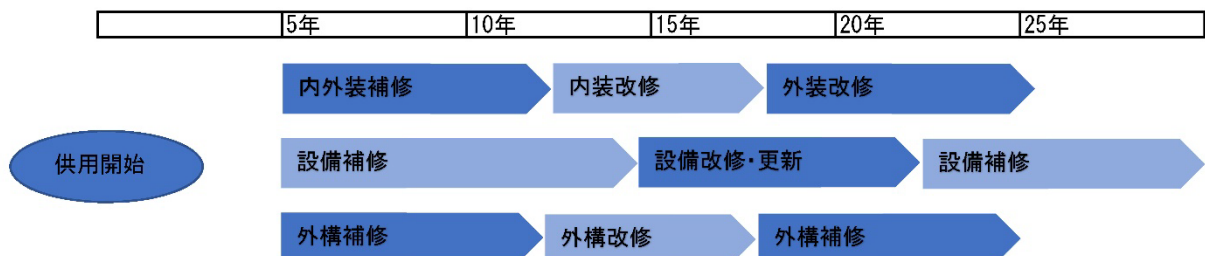 5年 10年 15年 20年 25年
内外装補修 内装改修 外装改修
供用開始 設備補修 設備改修・更新 設備補修
外構補修 外構改修 外構補修